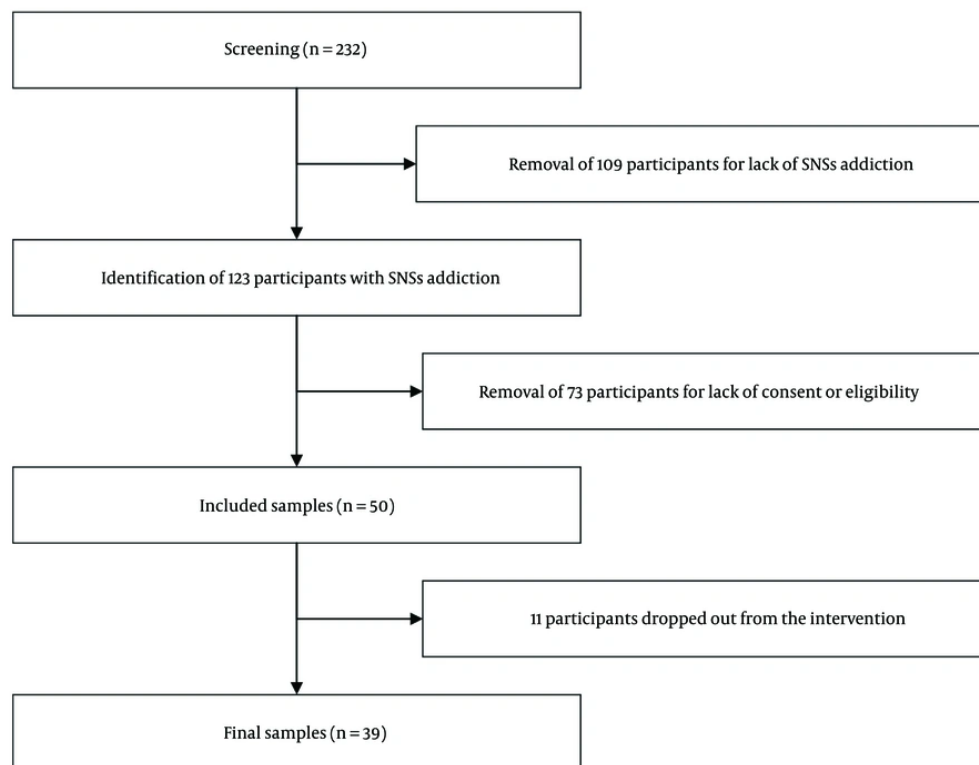 Screening (n = 232)
Removal of 109 participants for lack of SNSs addiction
Identification of 123 participants with SNSs addiction
Removal of 73 participants for lack of consent or eligibility
Included samples (n = 50)
11 participants dropped out from the intervention
Final samples (n = 39)